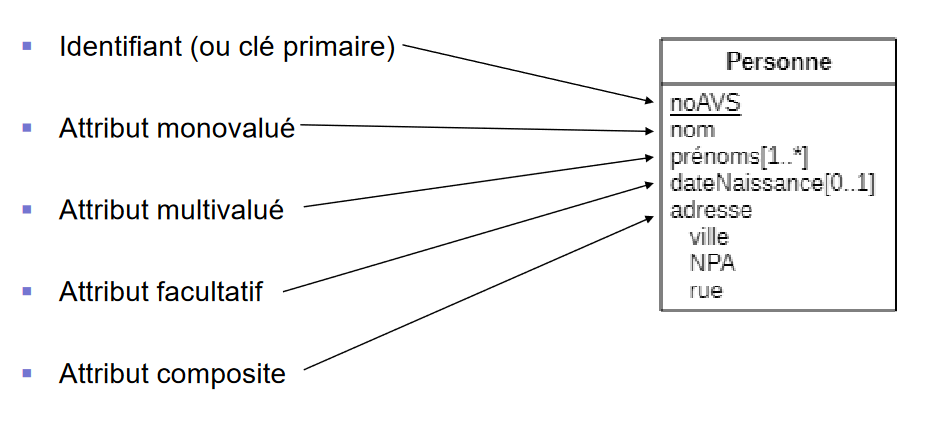 Identifiant (ou clé primaire)
Attribut monovalué
Attribut multivalué
Attribut facultatif
Attribut composite
Personne
noAVS
nom
prénoms[1..*]
dateNaissance[0..1]
adresse
ville
NPA
rue